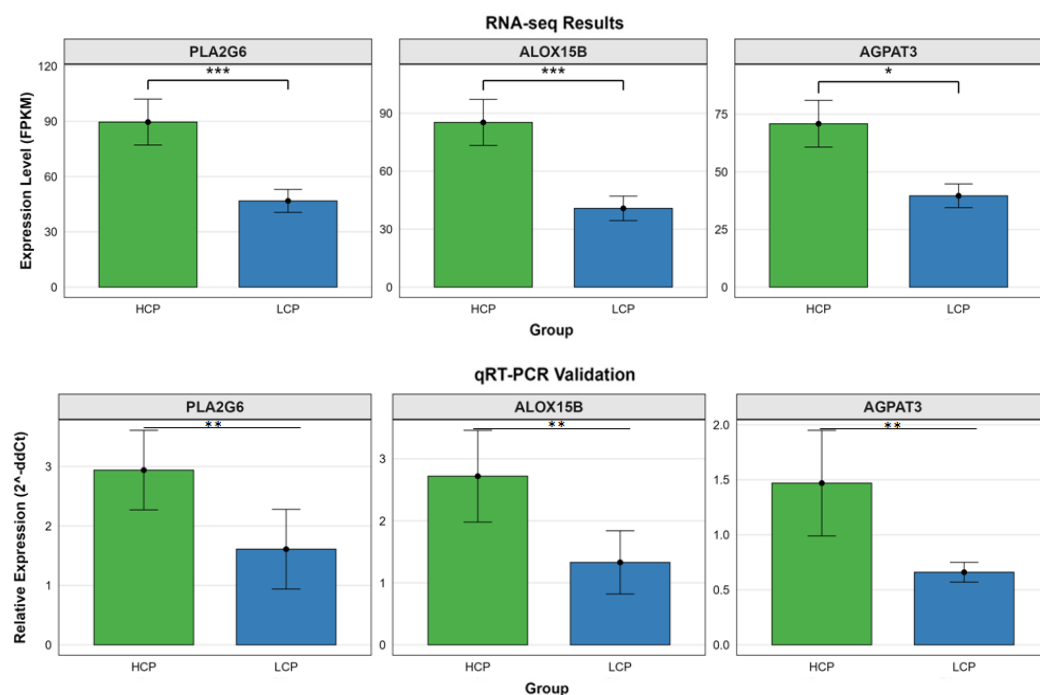 RNA-seq Results
PLA2G6 ALOX15B AGPAT3
Expression Level (FPKM)
120
90
60
30
0
***
HCP LCP
90
60
30
0
***
HCP LCP
75
50
25
0
*
HCP LCP
Group
qRT-PCR Validation
PLA2G6 ALOX15B AGPAT3
Relative Expression (2^-ddCt)
3
2
1
0
**
HCP LCP
3
2
1
0
**
HCP LCP
2.0
1.5
1.0
0.5
0.0
**
HCP LCP
Group